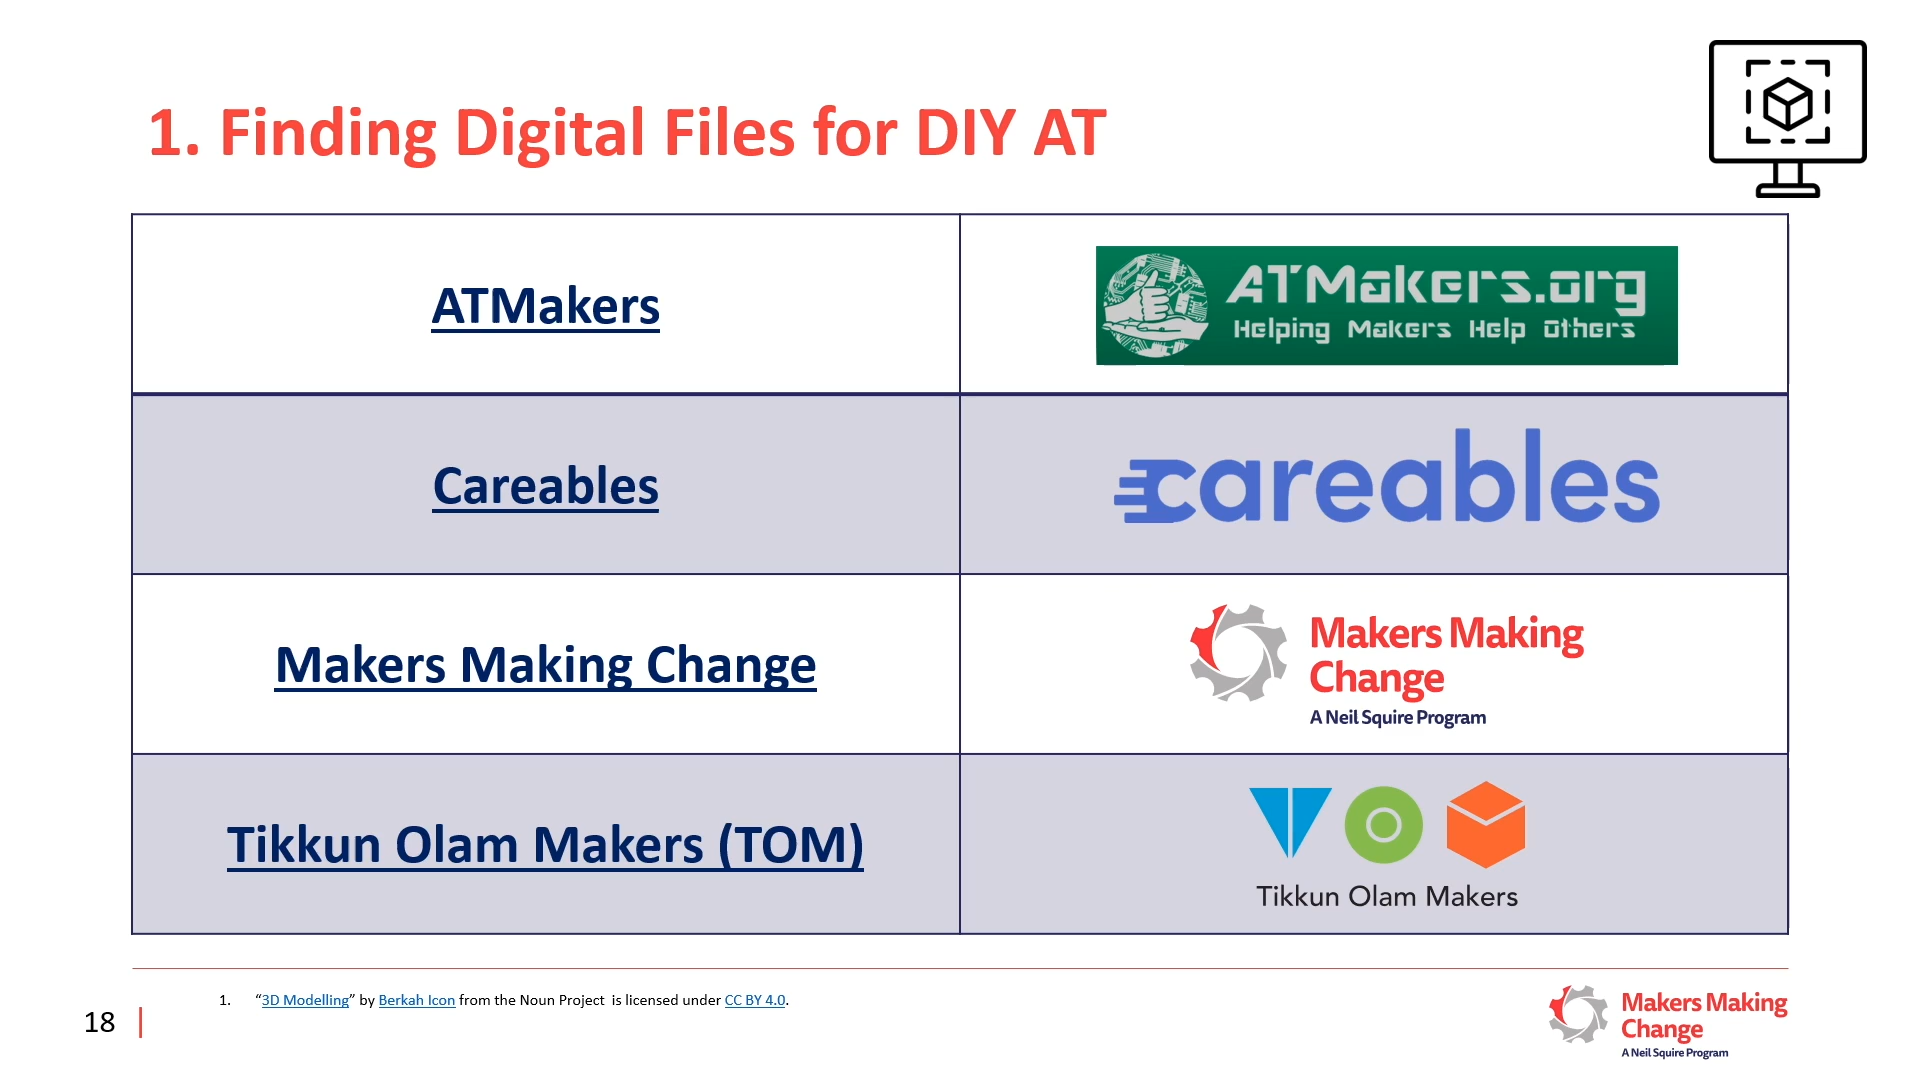 1. Finding Digital Files for DIY AT
ATMakers
ATMakers.org
Helping Makers Help Others
Careables
careables
Makers Making Change
Makers Making
Change
A Neil Squire Program
Tikkun Olam Makers (TOM)
Tikkun Olam Makers
1. “3D Modelling” by Berkah Icon from the Noun Project is licensed under CC BY 4.0.
18
Makers Making
Change
A Neil Squire Program